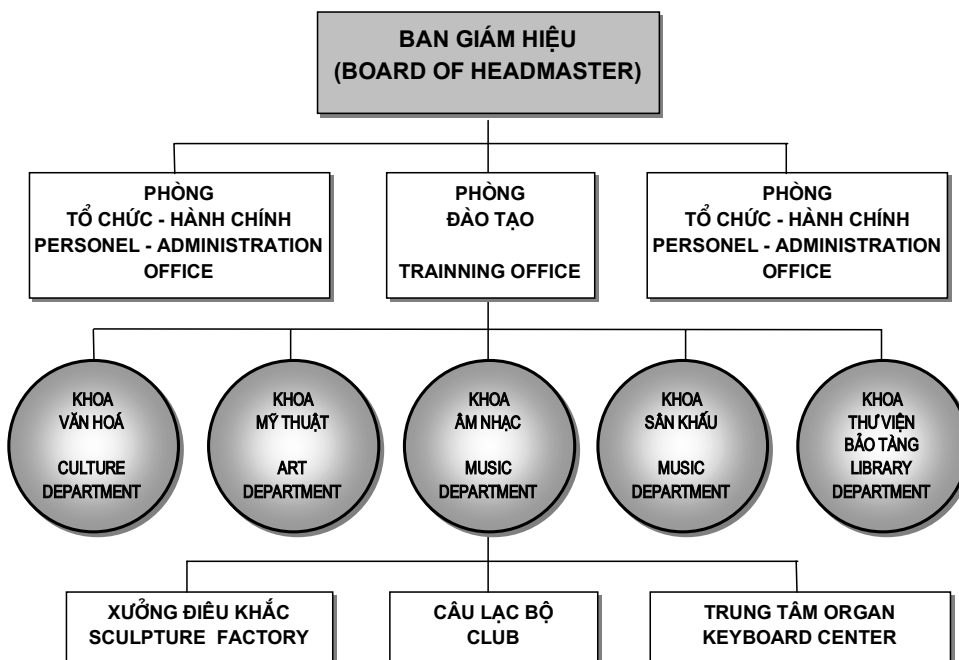 BAN GIÁM HIỆU
(BOARD OF HEADMASTER)
PHÒNG
TỔ CHỨC - HÀNH CHÍNH
PERSONEL - ADMINISTRATION
OFFICE
PHÒNG
ĐÀO TẠO
TRAINNING OFFICE
PHÒNG
TỔ CHỨC - HÀNH CHÍNH
PERSONEL - ADMINISTRATION
OFFICE
KHOA
VĂN HOÁ
CULTURE
DEPARTMENT
KHOA
MỸ THUẬT
ART
DEPARTMENT
KHOA
ÂM NHẠC
MUSIC
DEPARTMENT
KHOA
SÂN KHẤU
MUSIC
DEPARTMENT
KHOA
THƯ VIỆN
BẢO TÀNG
LIBRARY
DEPARTMENT
XƯỞNG ĐIÊU KHẮC
SCULPTURE FACTORY
CÂU LẠC BỘ
CLUB
TRUNG TÂM ORGAN
KEYBOARD CENTER